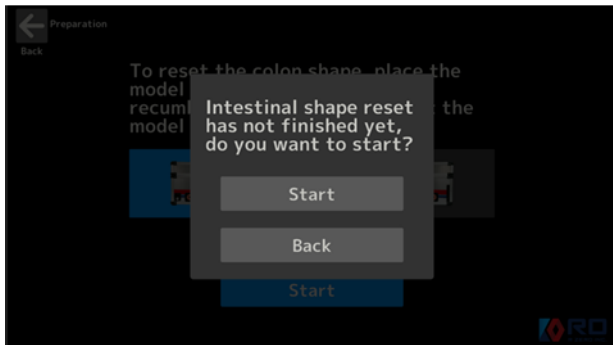 Preparation
Back
To reset the colon shape, place the
model
recum the
model
Intestinal shape reset
has not finished yet,
do you want to start?
Start
Back
Start